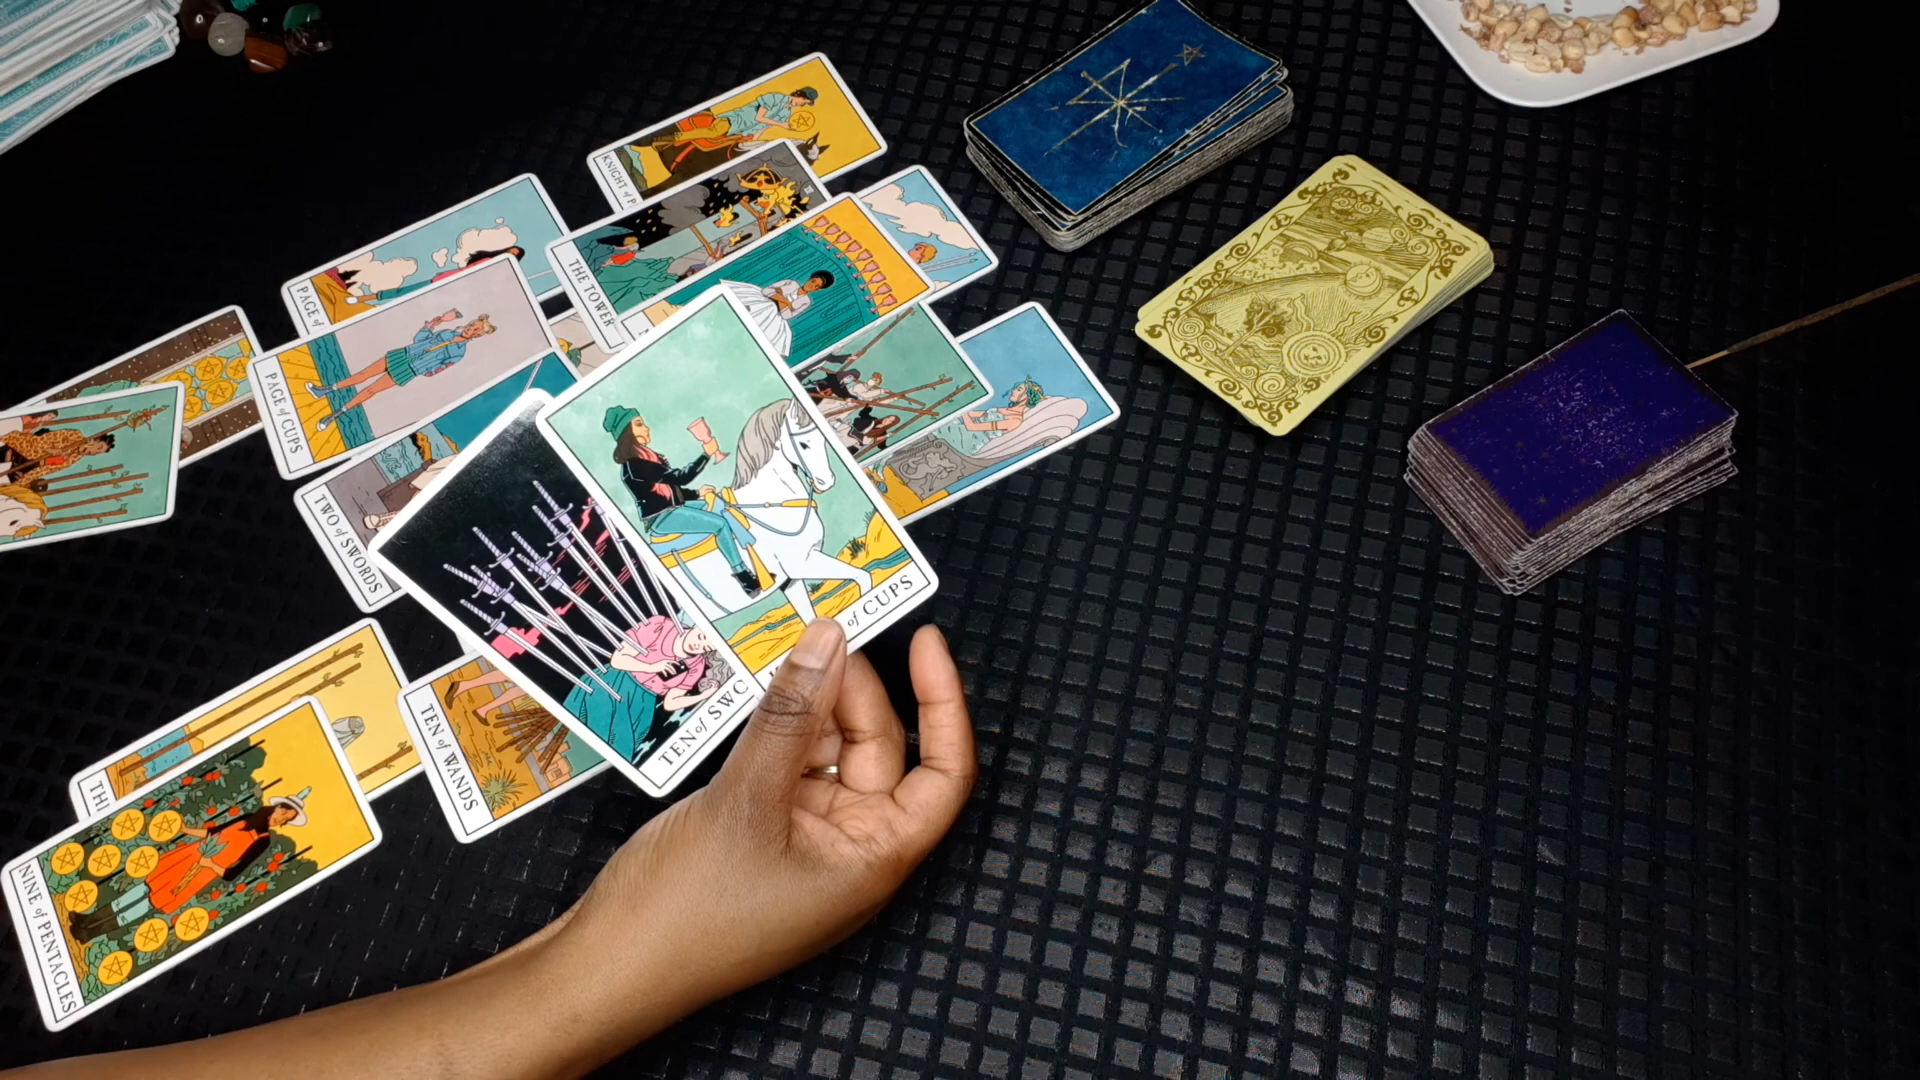 KNIGHT of P
PAGE of
THE TOWER
PAGE of CUPS
TWO of SWORDS
of CUPS
TEN of SWO
TEN of WANDS
TH
NINE of PENTACLES